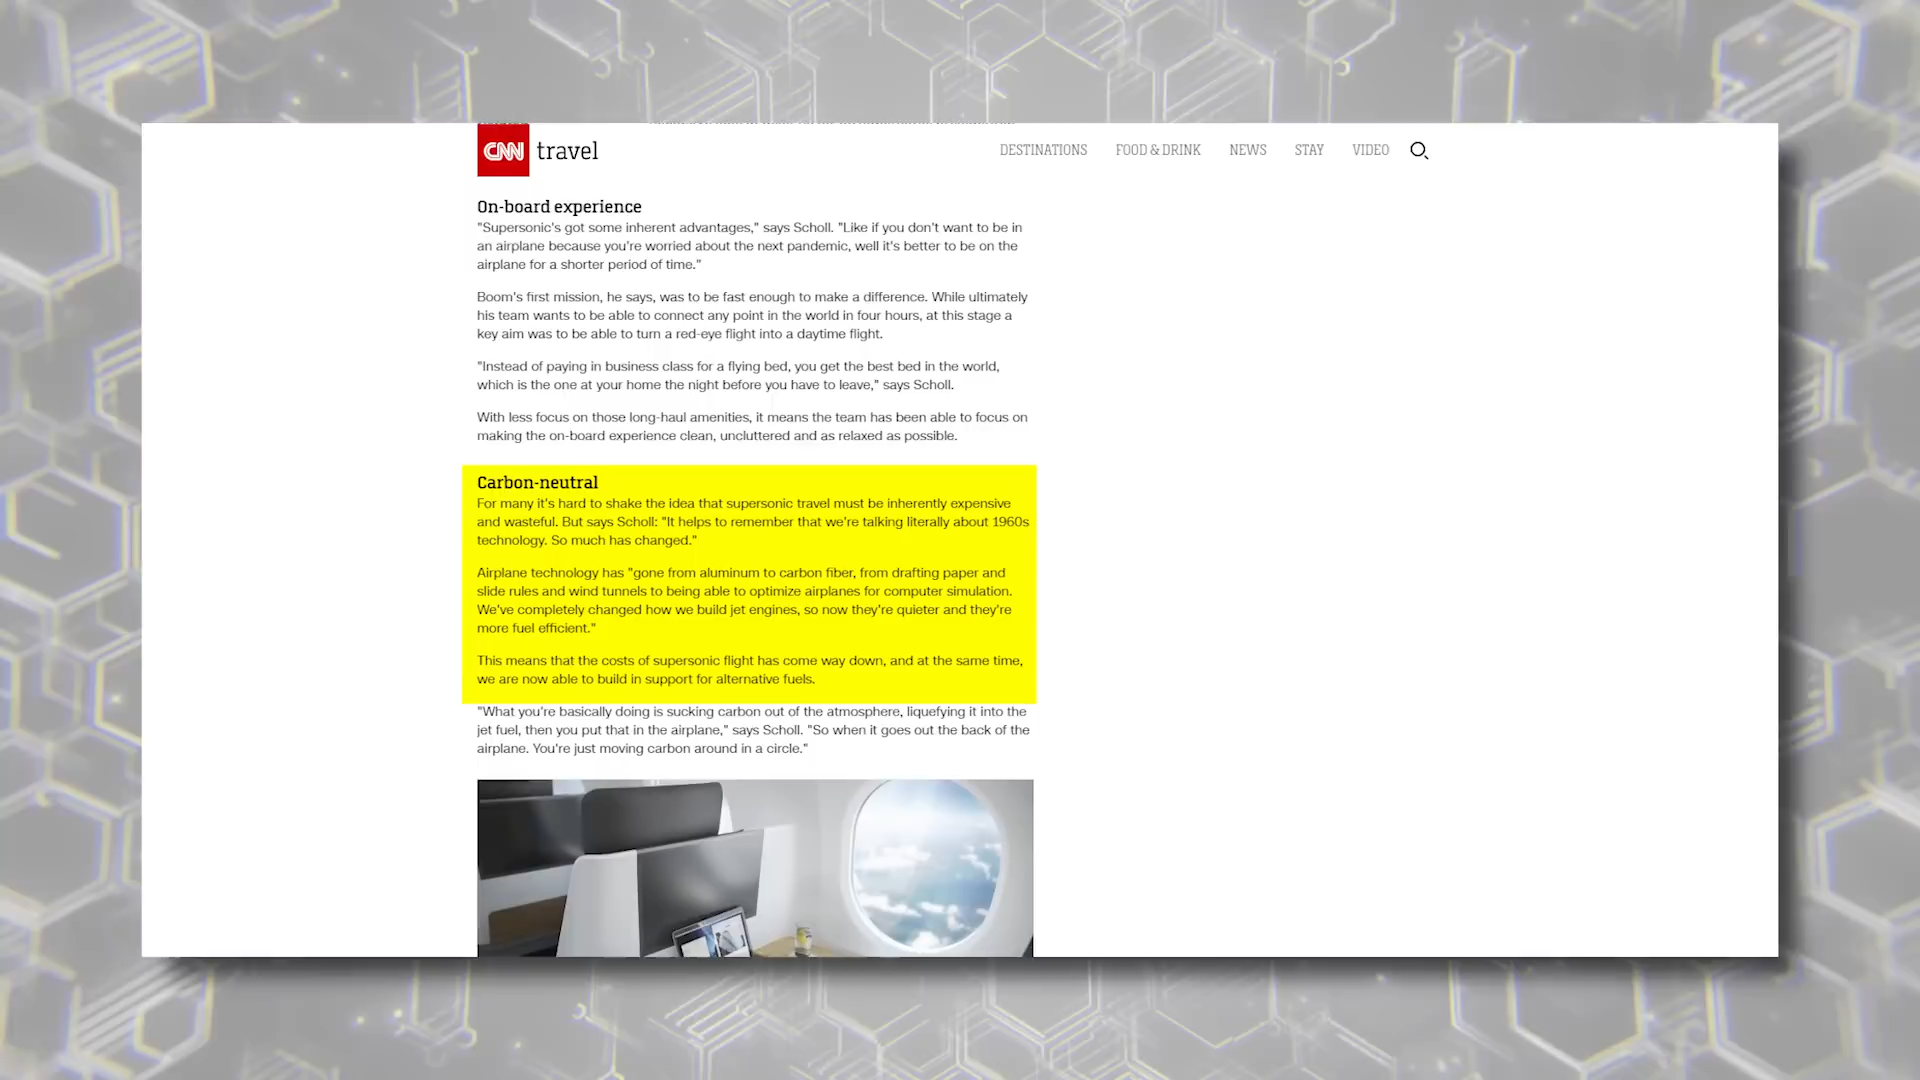 CNN travel DESTINATIONS FOOD & DRINK NEWS STAY VIDEO
On-board experience
"Supersonic's got some inherent advantages," says Scholl. "Like if you don't want to be in
an airplane because you're worried about the next pandemic, well it's better to be on the
airplane for a shorter period of time."
Boom's first mission, he says, was to be fast enough to make a difference. While ultimately
his team wants to be able to connect any point in the world in four hours, at this stage a
key aim was to be able to turn a red-eye flight into a daytime flight.
"Instead of paying in business class for a flying bed, you get the best bed in the world,
which is the one at your home the night before you have to leave," says Scholl.
With less focus on those long-haul amenities, it means the team has been able to focus on
making the on-board experience clean, uncluttered and as relaxed as possible.
Carbon-neutral
For many it's hard to shake the idea that supersonic travel must be inherently expensive
and wasteful. But says Scholl: "It helps to remember that we're talking literally about 1960s
technology. So much has changed."
Airplane technology has "gone from aluminum to carbon fiber, from drafting paper and
slide rules and wind tunnels to being able to optimize airplanes for computer simulation.
We've completely changed how we build jet engines, so now they're quieter and they're
more fuel efficient."
This means that the costs of supersonic flight has come way down, and at the same time,
we are now able to build in support for alternative fuels.
"What you're basically doing is sucking carbon out of the atmosphere, liquefying it into the
jet fuel, then you put that in the airplane," says Scholl. "So when it goes out the back of the
airplane. You're just moving carbon around in a circle."